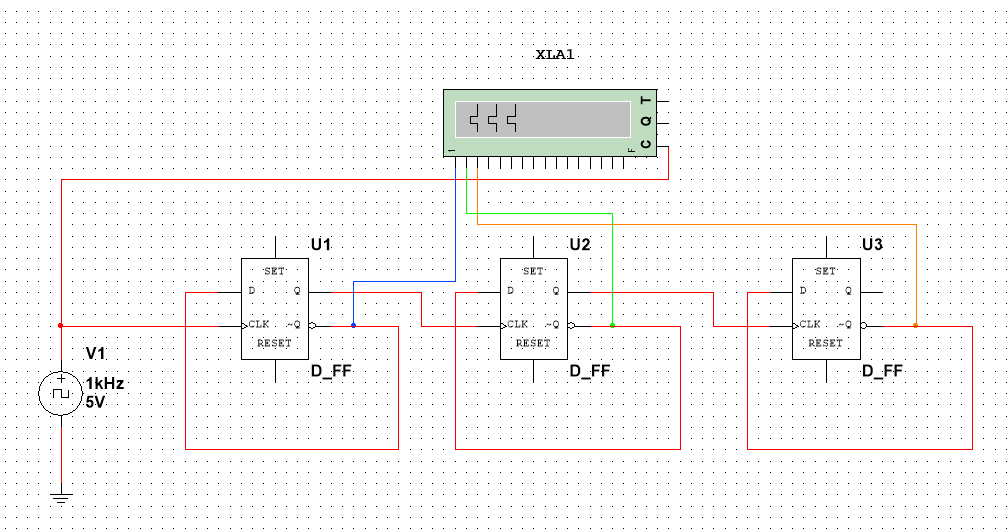 XLA1
T
Q
C
1 F
U1 U2 U3
SET SET SET
D Q D Q D Q
CLK ~Q CLK ~Q CLK ~Q
RESET RESET RESET
V1 D_FF D_FF D_FF
1kHz
5V